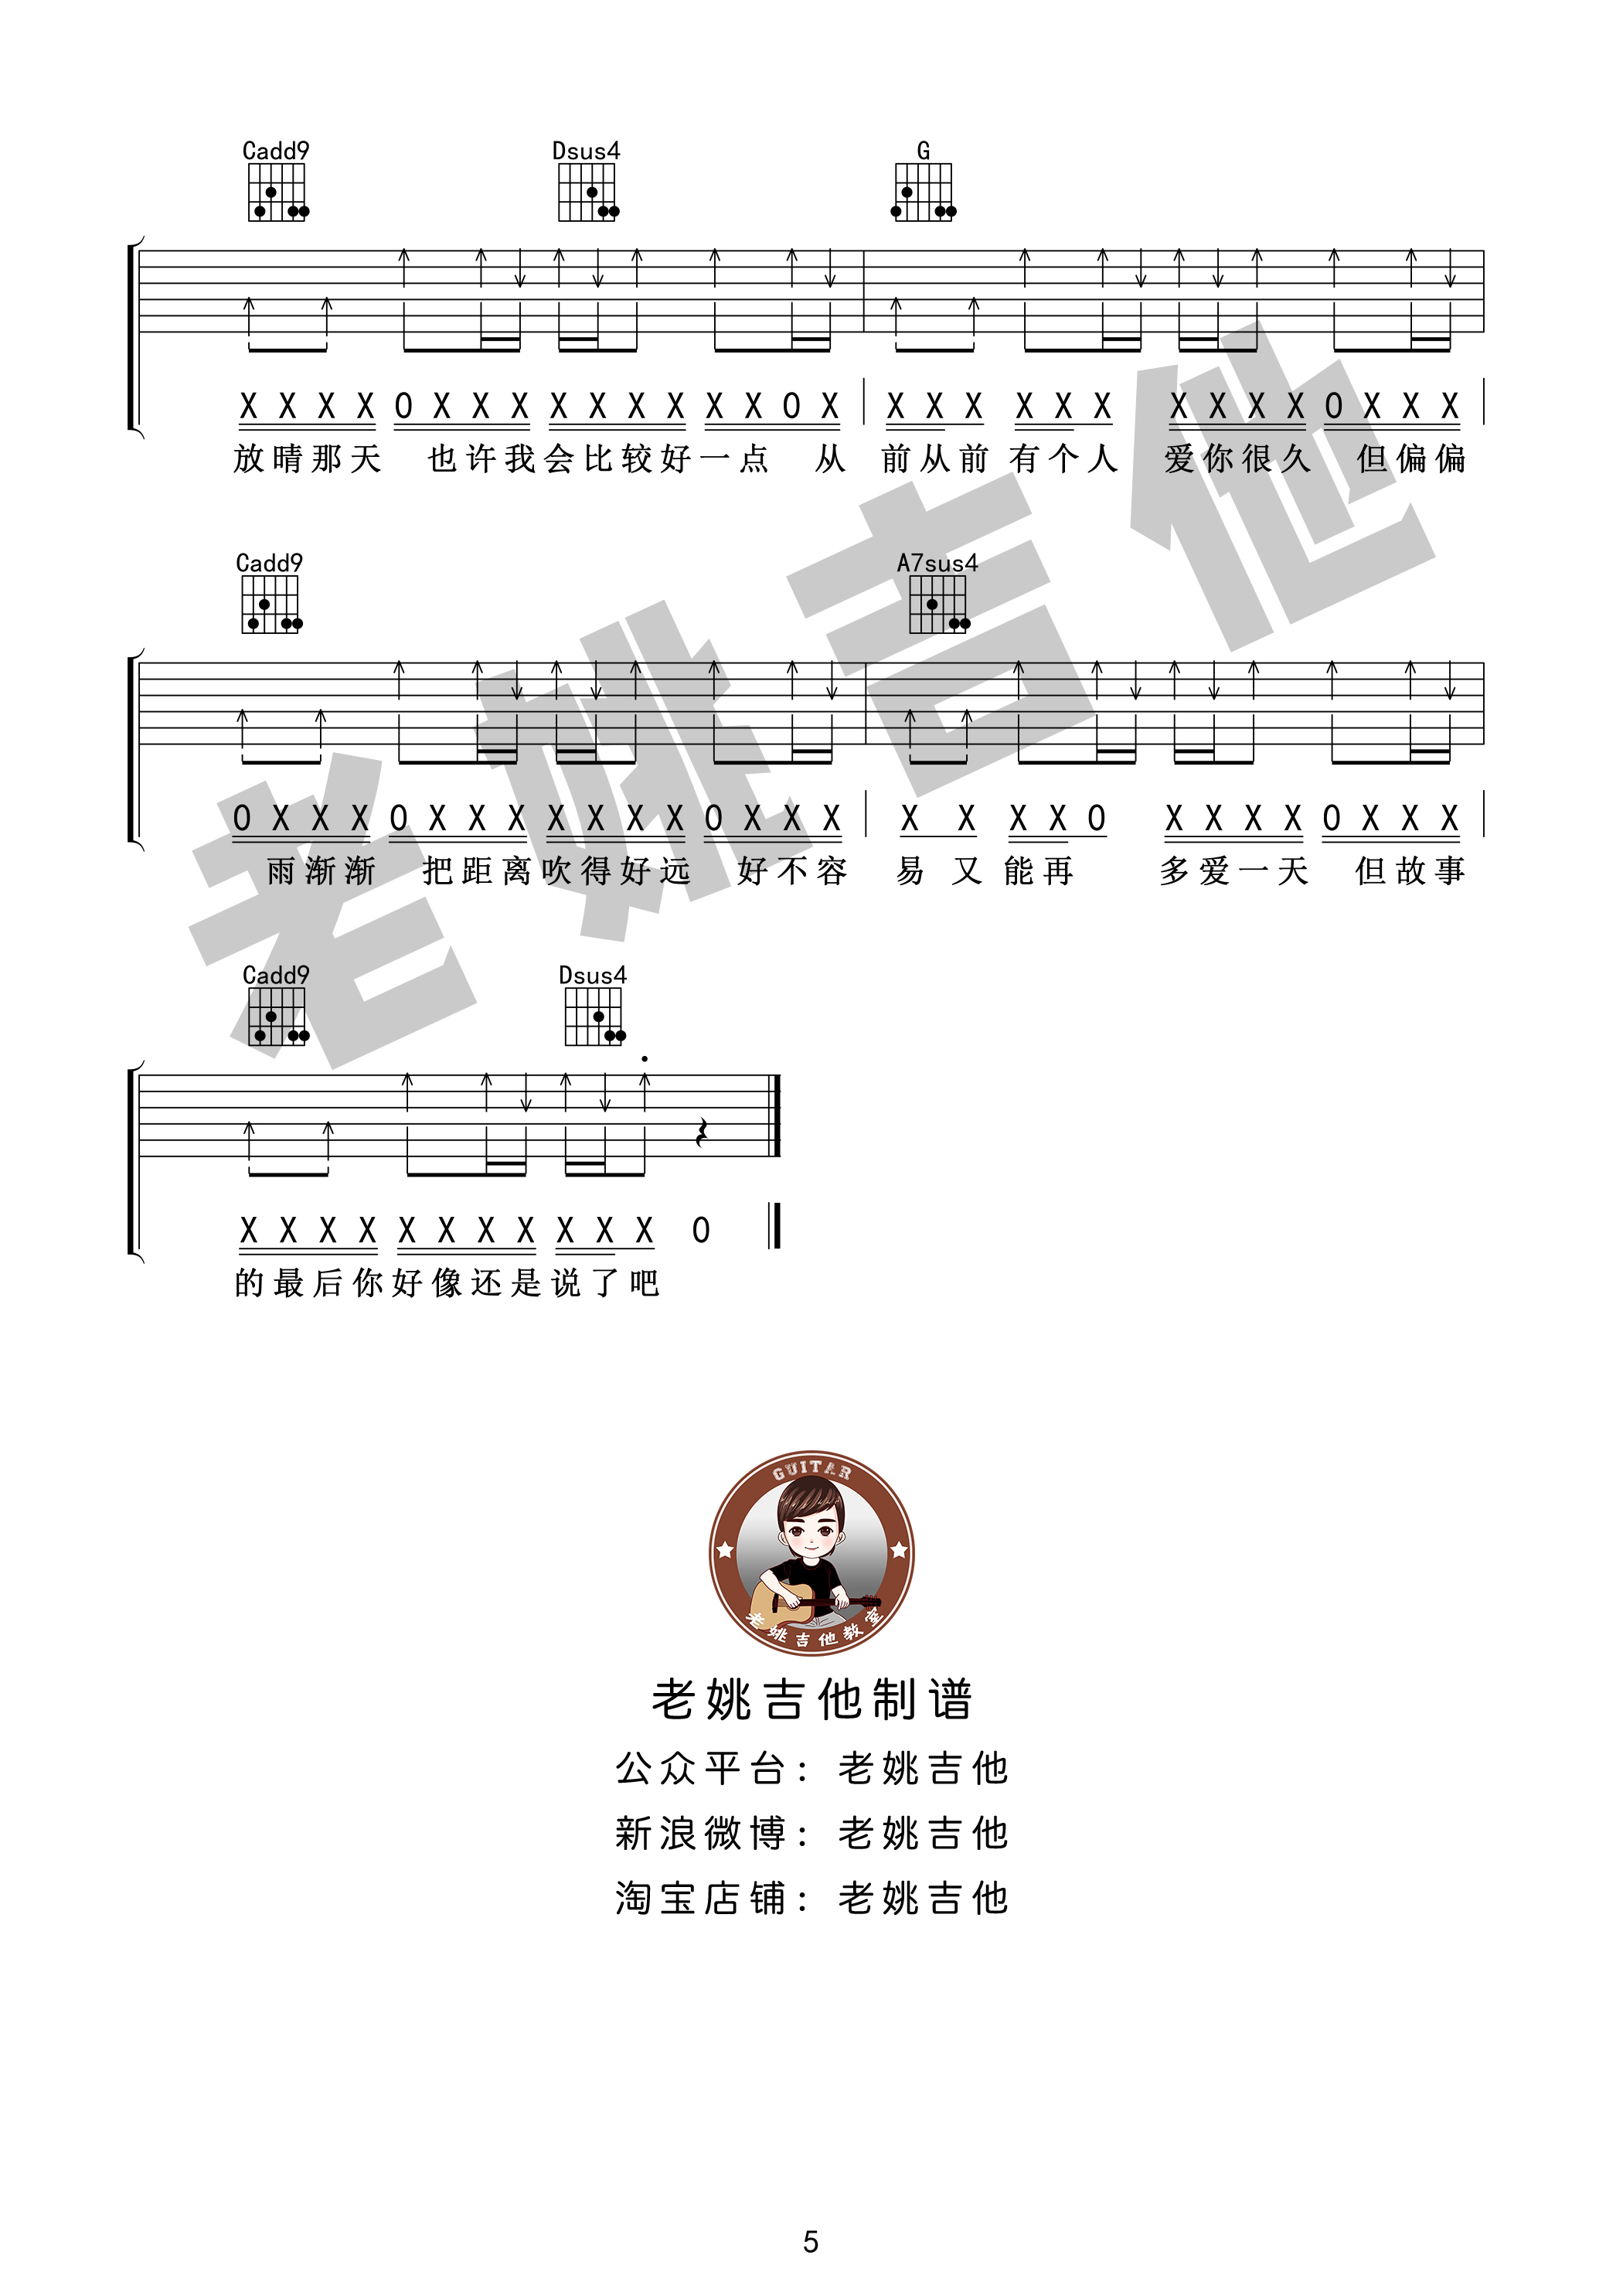 Cadd9 Dsus4 G
X X X X 0 X X X X X X X X X 0 X X X X X X X X X X X 0 X X X
放晴那天 也许我会比较好一点 从 前从前 有个人 爱你很久 但偏偏
Cadd9 A7sus4
0 X X X 0 X X X X X X X 0 X X X X X X X 0 X X X X 0 X X X
雨渐渐 把距离吹得好远 好不容 易 又 能再 多爱一天 但故事
Cadd9 Dsus4
X X X X X X X X X X X 0
的最后你好像还是说了吧
老姚吉他
GUITAR
老姚吉他教室
老姚吉他制谱
公众平台：老姚吉他
新浪微博：老姚吉他
淘宝店铺：老姚吉他
5